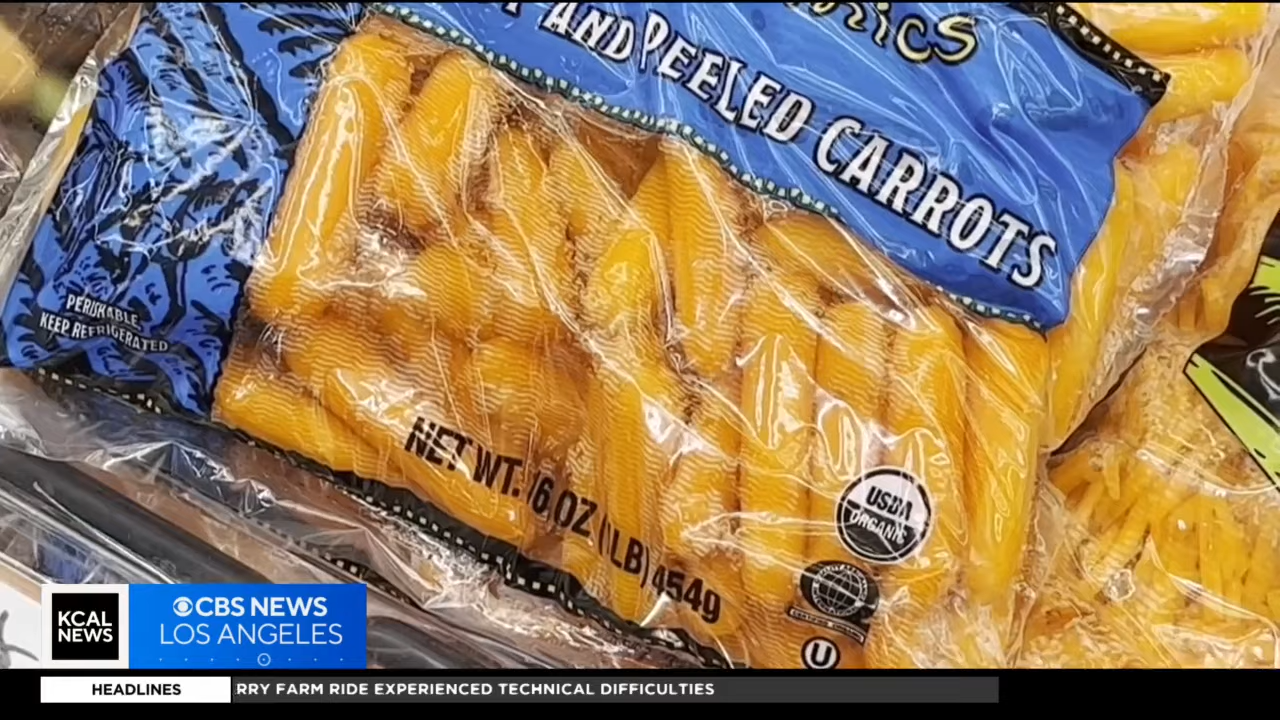 AND PEELED CARROTS
PERISHABLE,
KEEP REFRIGERATED
NET WT. 16 OZ (1 LB) 454g
USDA
ORGANIC
U
KCAL
NEWS
CBS NEWS
LOS ANGELES
HEADLINES
RRY FARM RIDE EXPERIENCED TECHNICAL DIFFICULTIES